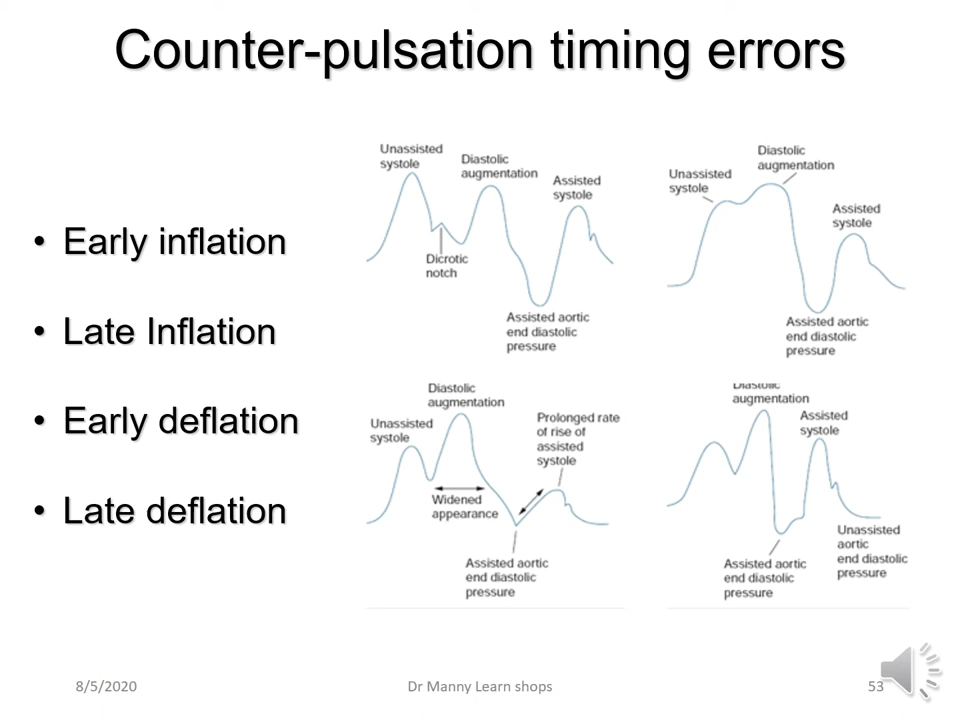 Counter-pulsation timing errors
• Early inflation
• Late Inflation
• Early deflation
• Late deflation
Unassisted
systole
Diastolic
augmentation
Assisted
systole
Dicrotic
notch
Assisted aortic
end diastolic
pressure
Diastolic
augmentation
Unassisted
systole
Assisted
systole
Assisted aortic
end diastolic
pressure
Diastolic
augmentation
Unassisted
systole
Prolonged rate
of rise of
assisted
systole
Widened
appearance
Assisted aortic
end diastolic
pressure
Diastolic
augmentation
Assisted
systole
Assisted aortic
end diastolic
pressure
Unassisted
aortic
end diastolic
pressure
8/5/2020
Dr Manny Learn shops
53